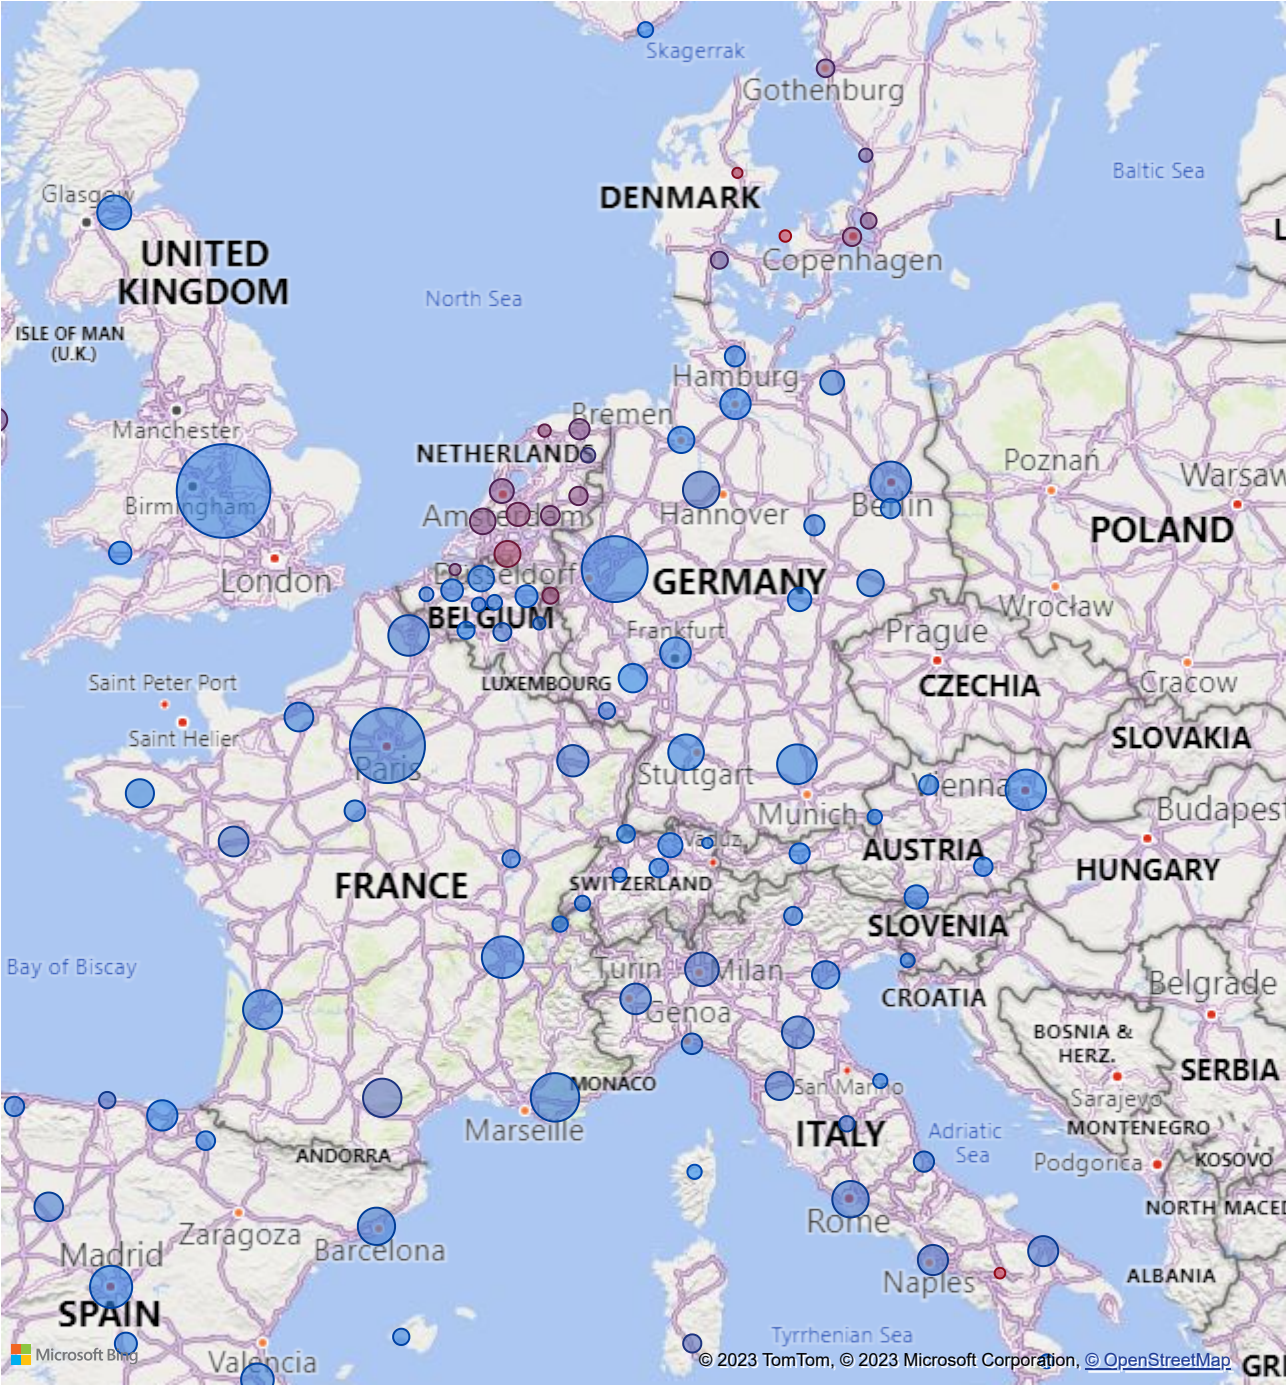 Skagerrak
Gothenburg
Baltic Sea
Glasgow
DENMARK
UNITED
KINGDOM
Copenhagen
North Sea
ISLE OF MAN
(U.K.)
Hamburg
Bremen
Manchester
NETHERLANDS
Poznań
Warsaw
Birmingham
Amsterdam
Hannover
Berlin
POLAND
London
Düsseldorf
GERMANY
Wrocław
BELGIUM
Frankfurt
Prague
Saint Peter Port
LUXEMBOURG
CZECHIA
Cracow
Saint Helier
SLOVAKIA
Paris
Stuttgart
Vienna
Munich
Budapes
Vaduz
AUSTRIA
FRANCE
SWITZERLAND
HUNGARY
SLOVENIA
Bay of Biscay
Turin
Milan
Belgrade
CROATIA
Genoa
BOSNIA &
HERZ.
SERBIA
MONACO
San Marino
Sarajevo
Marseille
ITALY
Adriatic
Sea
MONTENEGRO
ANDORRA
Podgorica
KOSOVO
NORTH MACED
Zaragoza
Rome
Madrid
Barcelona
Naples
ALBANIA
SPAIN
Tyrrhenian Sea
Microsoft Bing
Valencia
© 2023 TomTom, © 2023 Microsoft Corporation, © OpenStreetMap
GR